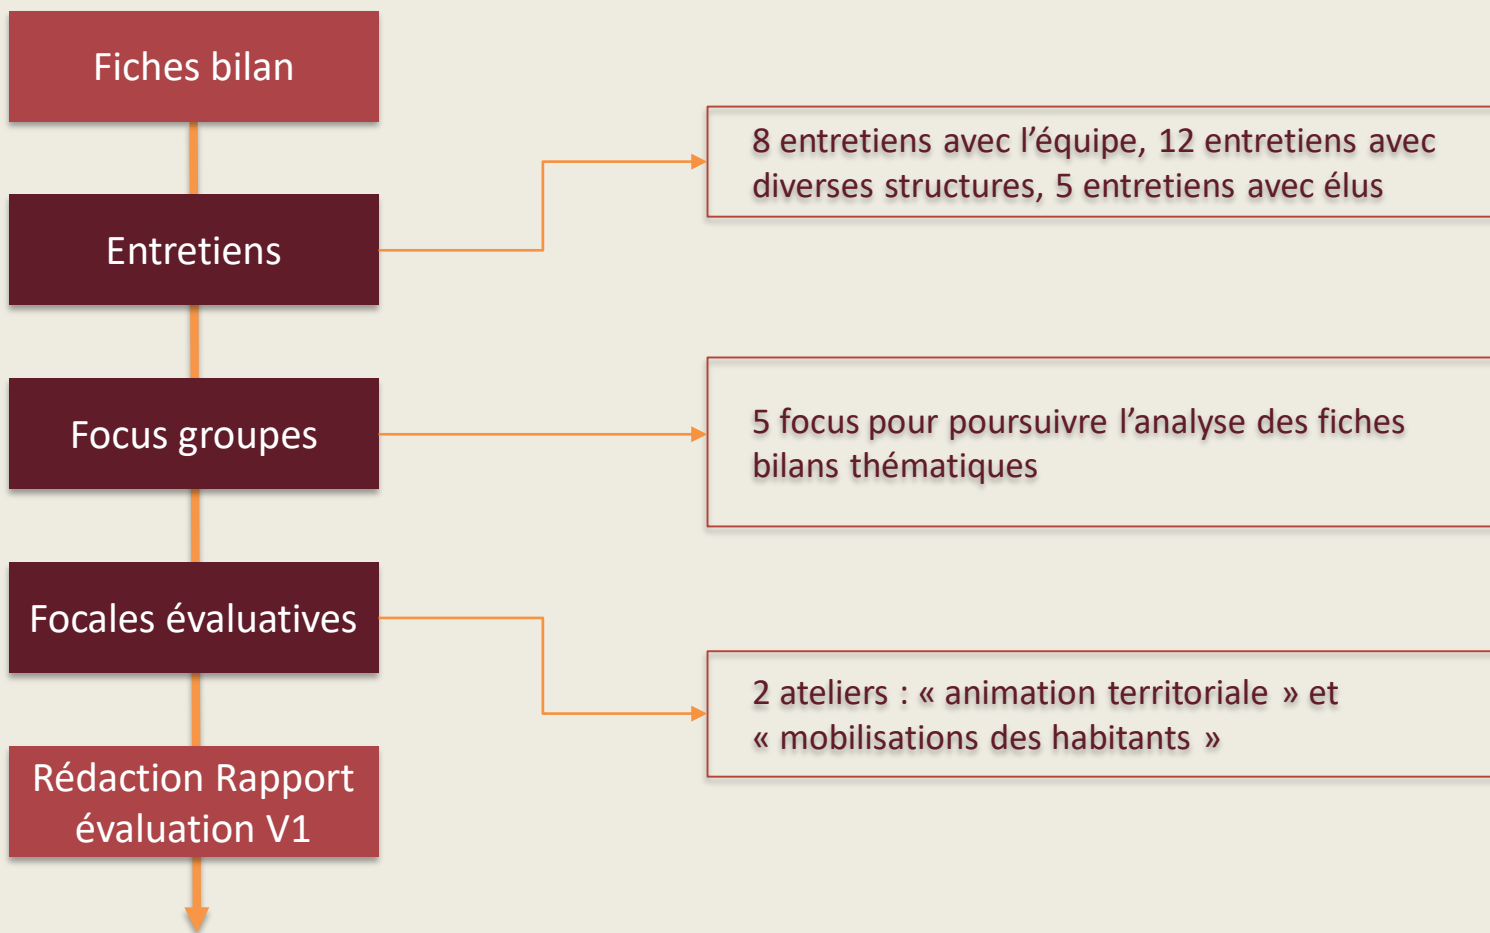 Fiches bilan
8 entretiens avec l’équipe, 12 entretiens avec
diverses structures, 5 entretiens avec élus
Entretiens
Focus groupes
5 focus pour poursuivre l’analyse des fiches
bilans thématiques
Focales évaluatives
2 ateliers : « animation territoriale » et
« mobilisations des habitants »
Rédaction Rapport
évaluation V1